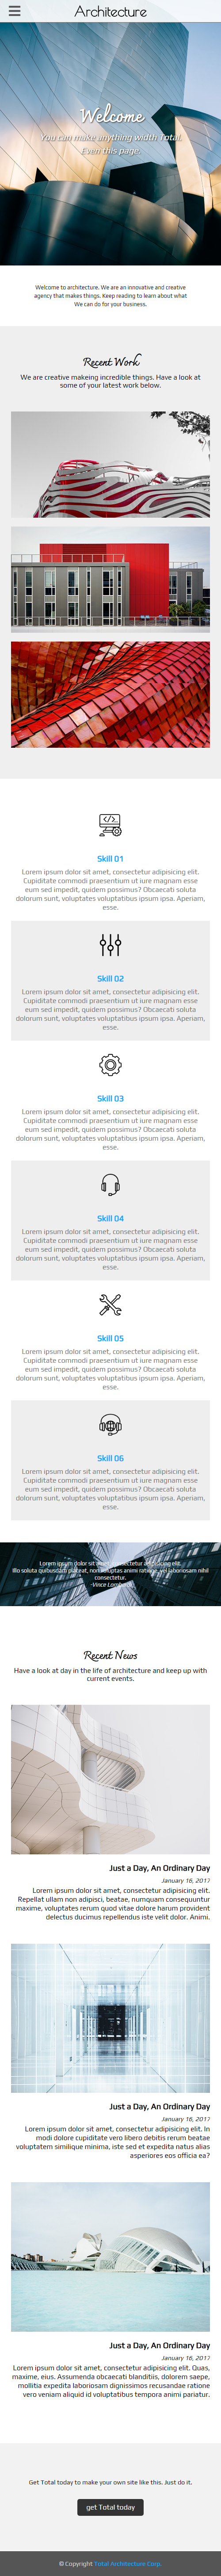 Architecture
Welcome
You can make anything width Total.
Even this page.
Welcome to architecture. We are an innovative and creative
agency that makes things. Keep reading to learn about what
We can do for your business.
Recent Work
We are creative makeing incredible things. Have a look at
some of your latest work below.
Skill 01
Lorem ipsum dolor sit amet, consectetur adipisicing elit.
Cupiditate commodi praesentium ut iure magnam esse
eum sed impedit, quidem possimus? Obcaecati soluta
dolorum sunt, voluptates voluptatibus ipsum ipsa. Aperiam,
esse.
Skill 02
Lorem ipsum dolor sit amet, consectetur adipisicing elit.
Cupiditate commodi praesentium ut iure magnam esse
eum sed impedit, quidem possimus? Obcaecati soluta
dolorum sunt, voluptates voluptatibus ipsum ipsa. Aperiam,
esse.
Skill 03
Lorem ipsum dolor sit amet, consectetur adipisicing elit.
Cupiditate commodi praesentium ut iure magnam esse
eum sed impedit, quidem possimus? Obcaecati soluta
dolorum sunt, voluptates voluptatibus ipsum ipsa. Aperiam,
esse.
Skill 04
Lorem ipsum dolor sit amet, consectetur adipisicing elit.
Cupiditate commodi praesentium ut iure magnam esse
eum sed impedit, quidem possimus? Obcaecati soluta
dolorum sunt, voluptates voluptatibus ipsum ipsa. Aperiam,
esse.
Skill 05
Lorem ipsum dolor sit amet, consectetur adipisicing elit.
Cupiditate commodi praesentium ut iure magnam esse
eum sed impedit, quidem possimus? Obcaecati soluta
dolorum sunt, voluptates voluptatibus ipsum ipsa. Aperiam,
esse.
Skill 06
Lorem ipsum dolor sit amet, consectetur adipisicing elit.
Cupiditate commodi praesentium ut iure magnam esse
eum sed impedit, quidem possimus? Obcaecati soluta
dolorum sunt, voluptates voluptatibus ipsum ipsa. Aperiam,
esse.
Lorem ipsum dolor sit amet, consectetur adipisicing elit.
Illo soluta quibusdam placeat, non voluptas animi ratione, vel laboriosam nihil
consectetur.
-Vince Lombardi
Recent News
Have a look at day in the life of architecture and keep up with
current events.
Just a Day, An Ordinary Day
January 16, 2017
Lorem ipsum dolor sit amet, consectetur adipisicing elit.
Repellat ullam non adipisci, beatae, numquam consequuntur
maxime, voluptates rerum quod vitae dolore harum provident
delectus ducimus repellendus iste velit dolor. Animi.
Just a Day, An Ordinary Day
January 16, 2017
Lorem ipsum dolor sit amet, consectetur adipisicing elit. In
modi dolore cupiditate vero libero debitis rerum beatae
voluptatem similique minima, iste sed et expedita natus alias
asperiores eos officia ea?
Just a Day, An Ordinary Day
January 16, 2017
Lorem ipsum dolor sit amet, consectetur adipisicing elit. Quas,
maxime, eius. Assumenda obcaecati blanditiis, dolorem saepe,
mollitia expedita laboriosam dignissimos recusandae ratione
vero veniam aliquid id voluptatibus tempora animi pariatur.
Get Total today to make your own site like this. Just do it.
get Total today
© Copyright Total Architecture Corp.